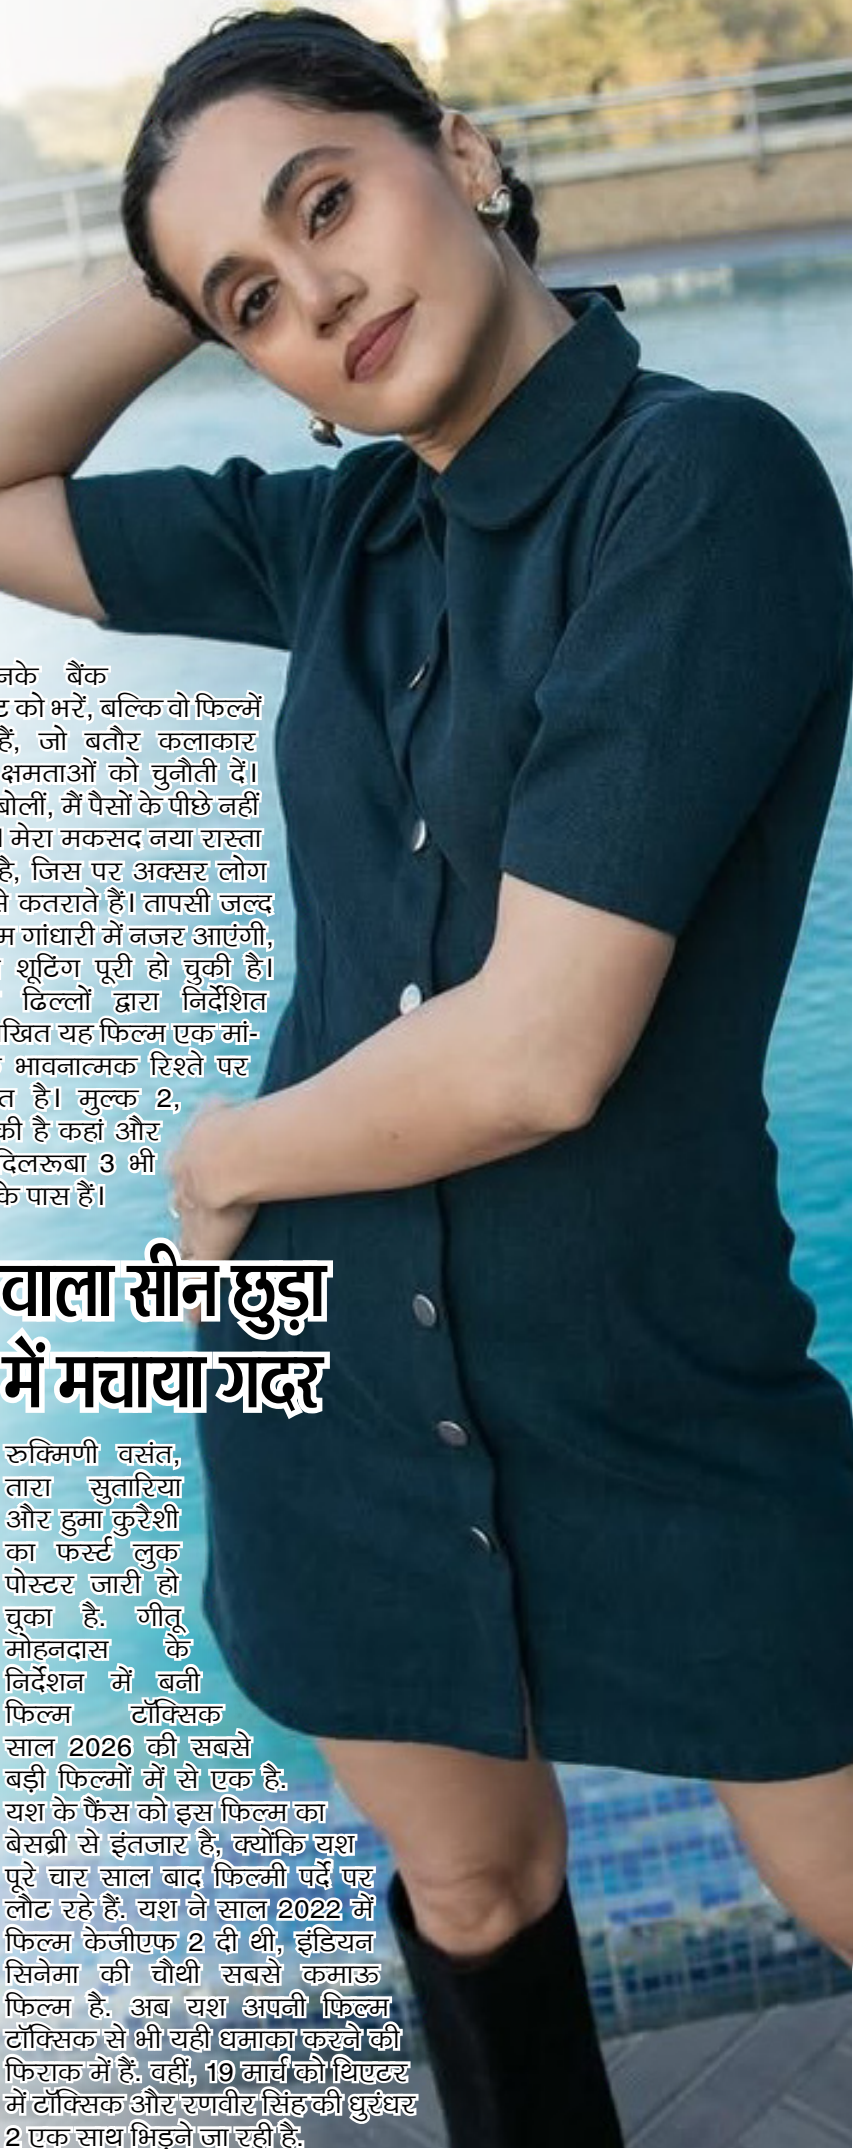 नके बैंक
ट को भरें, बल्कि वो फिल्में
हैं, जो बतौर कलाकार
क्षमताओं को चुनौती दें।
बोलीं, मैं पैसों के पीछे नहीं
। मेरा मकसद नया रास्ता
है, जिस पर अक्सर लोग
से कतराते हैं। तापसी जल्द
म गांधारी में नजर आएंगी,
शूटिंग पूरी हो चुकी है।
ढिल्लों द्वारा निर्देशित
खित यह फिल्म एक मां-
भावनात्मक रिश्ते पर
त है। मुल्क 2,
की है कहां और
दिलरूबा 3 भी
के पास हैं।
वाला सीन छुड़ा
में मचाया गदर
रुक्मिणी वसंत,
तारा सुतारिया
और हुमा कुरैशी
का फर्स्ट लुक
पोस्टर जारी हो
चुका है. गीतू
मोहनदास के
निर्देशन में बनी
फिल्म टॉक्सिक
साल 2026 की सबसे
बड़ी फिल्मों में से एक है.
यश के फैंस को इस फिल्म का
बेसब्री से इंतजार है, क्योंकि यश
पूरे चार साल बाद फिल्मी पर्दे पर
लौट रहे हैं. यश ने साल 2022 में
फिल्म केजीएफ 2 दी थी, इंडियन
सिनेमा की चौथी सबसे कमाऊ
फिल्म है. अब यश अपनी फिल्म
टॉक्सिक से भी यही धमाका करने की
फिराक में हैं. वहीं, 19 मार्च को थिएटर
में टॉक्सिक और रणवीर सिंह की धुरंधर
2 एक साथ भिड़ने जा रही है.